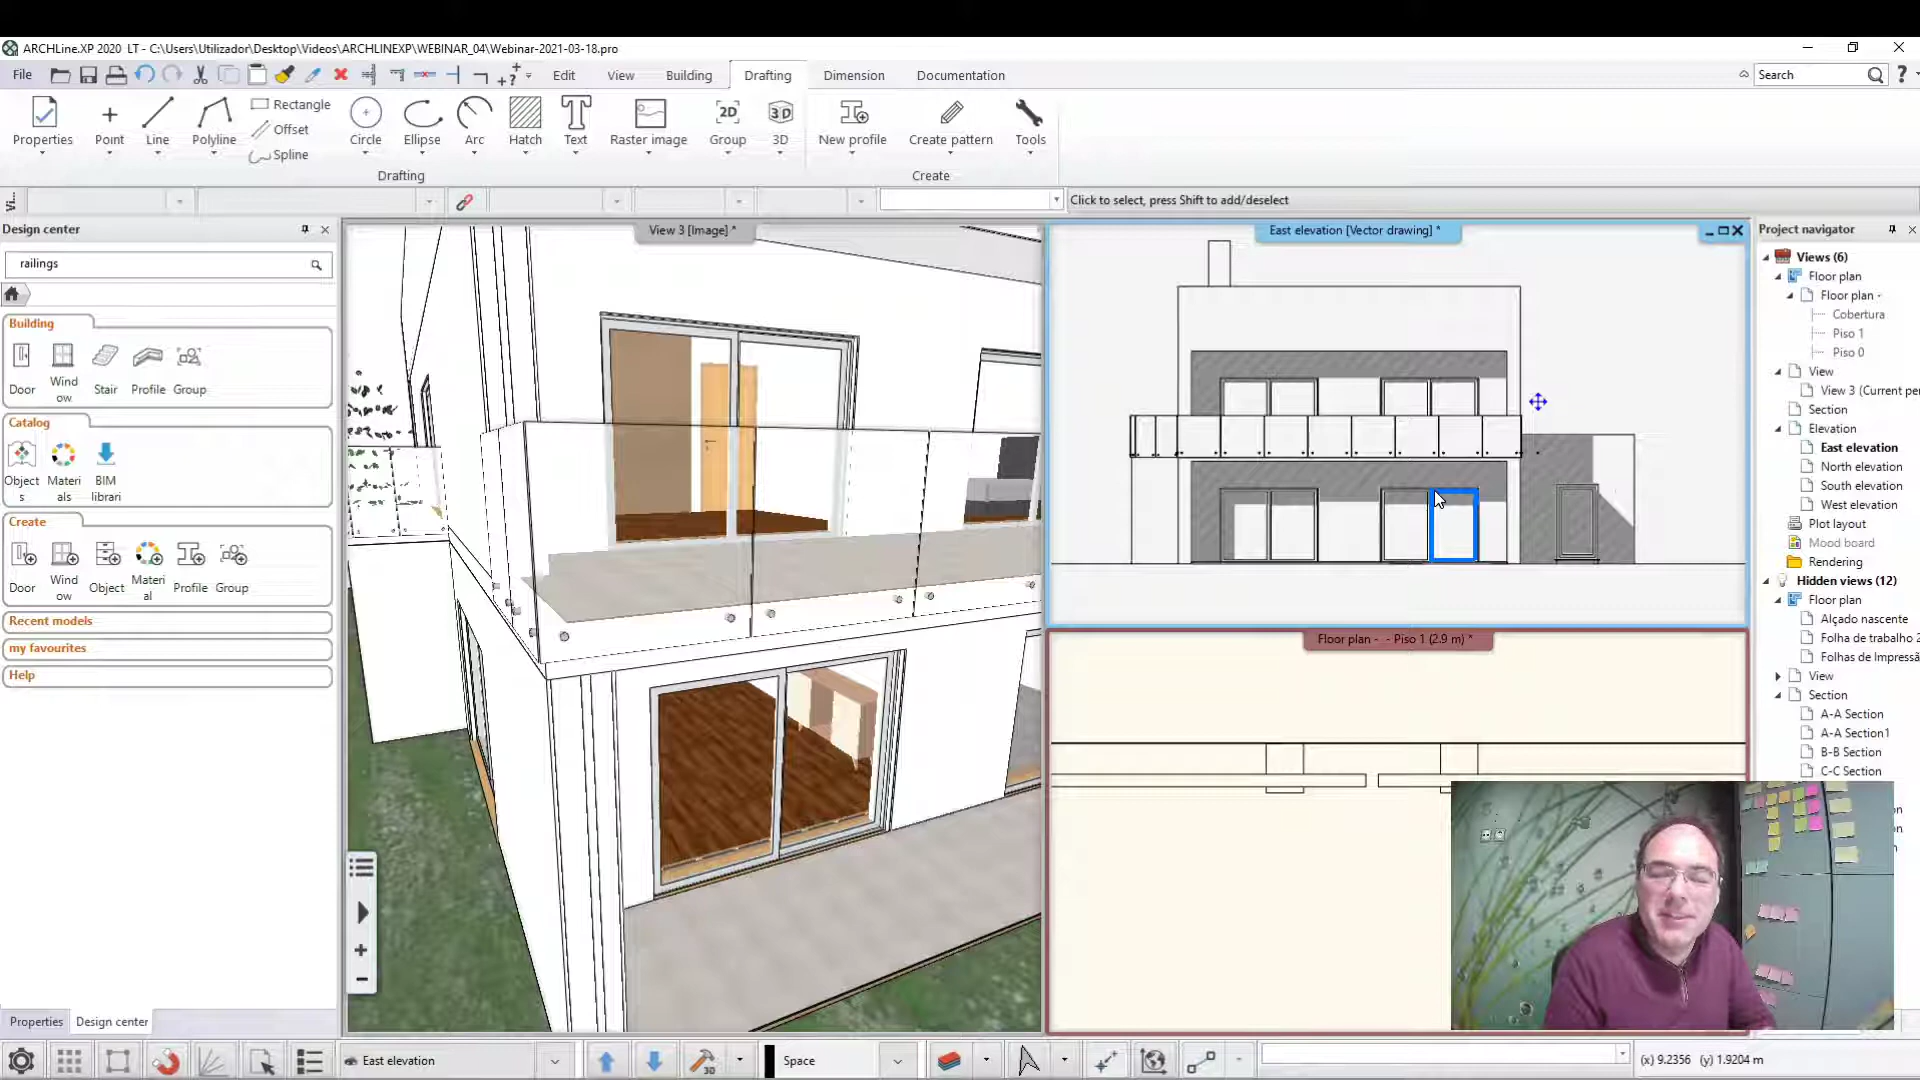 ARCHLine.XP 2020 LT - C:\Users\Utilizador\Desktop\Videos\ARCHLINEXP\WEBINAR_04\Webinar-2021-03-18.pro
File
Edit
View
Building
Drafting
Dimension
Documentation
Search
?
Properties
Point
Line
Polyline
Rectangle
Offset
Spline
Circle
Ellipse
Arc
Hatch
Text
Raster image
2D
Group
3D
3D
New profile
Create pattern
Tools
Drafting
Create
Vi...
Click to select, press Shift to add/deselect
Design center
railings
Building
Door
Wind
ow
Stair
Profile
Group
Catalog
Object
s
Materi
als
BIM
librari
Create
Door
Wind
ow
Object
Materi
al
Profile
Group
Recent models
my favourites
Help
Properties
Design center
View 3 [Image] *
East elevation [Vector drawing] *
Floor plan - - Piso 1 (2.9 m) *
Project navigator
Views (6)
Floor plan
Floor plan -
Cobertura
Piso 1
Piso 0
View
View 3 (Current pe
Section
Elevation
East elevation
North elevation
South elevation
West elevation
Plot layout
Mood board
Rendering
Hidden views (12)
Floor plan
Alçado nascente
Folha de trabalho 2
Folhas de Impressã
View
Section
A-A Section
A-A Section1
B-B Section
C-C Section
East elevation
3D
Space
(x) 9.2356 (y) 1.9204 m